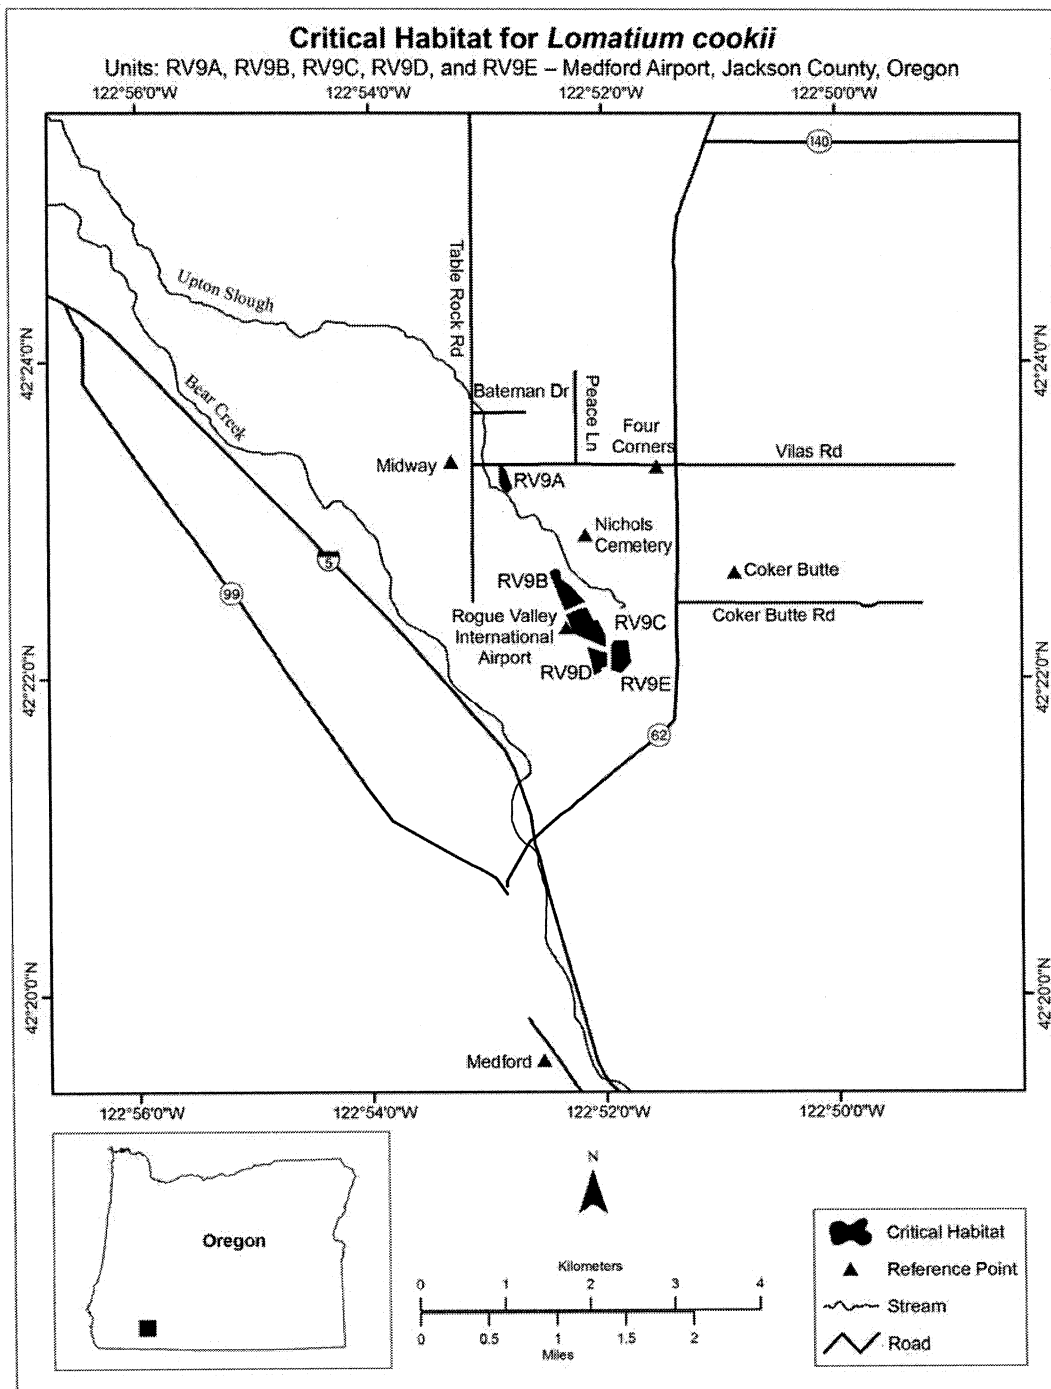 Critical Habitat for Lomatium cookii
Units: RV9A, RV9B, RV9C, RV9D, and RV9E – Medford Airport, Jackson County, Oregon
122°56'0"W
122°54'0"W
122°52'0"W
122°50'0"W
140
Upton Slough
Table Rock Rd
42°24'0"N
42°24'0"N
Bear Creek
Bateman Dr
Peace Ln
Four
Corners
Midway
Vilas Rd
RV9A
Nichols
Cemetery
5
99
RV9B
Coker Butte
Rogue Valley
International
Airport
RV9C
Coker Butte Rd
RV9D
RV9E
42°22'0"N
42°22'0"N
62
42°20'0"N
42°20'0"N
Medford
122°56'0"W
122°54'0"W
122°52'0"W
122°50'0"W
Oregon
N
Kilometers
0 1 2 3 4
0 0.5 1 1.5 2
Miles
Critical Habitat
Reference Point
Stream
Road